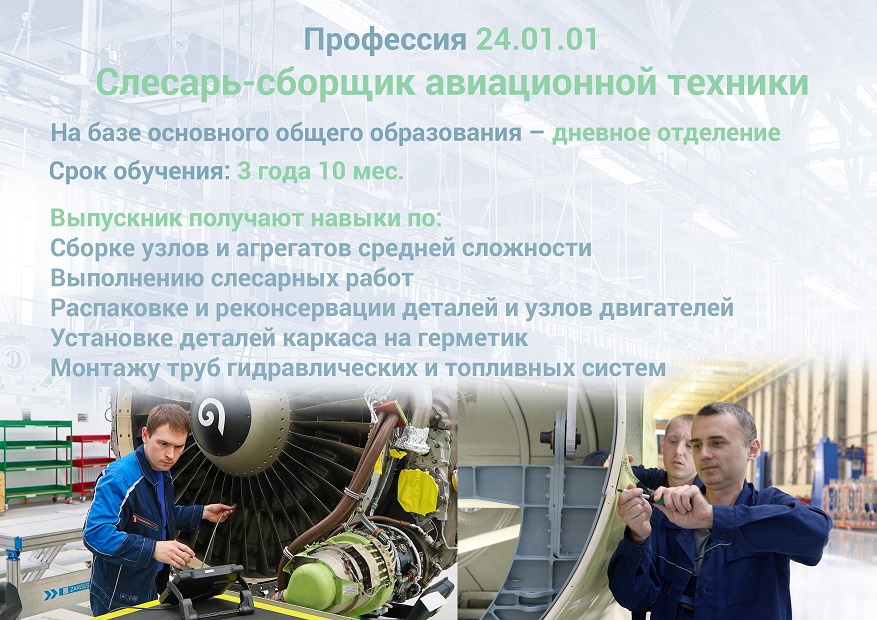 Профессия 24.01.01
Слесарь-сборщик авиационной техники
На базе основного общего образования – дневное отделение
Срок обучения: 3 года 10 мес.
Выпускник получают навыки по:
Сборке узлов и агрегатов средней сложности
Выполнению слесарных работ
Распаковке и реконсервации деталей и узлов двигателей
Установке деталей каркаса на герметик
Монтажу труб гидравлических и топливных систем
ZARGES